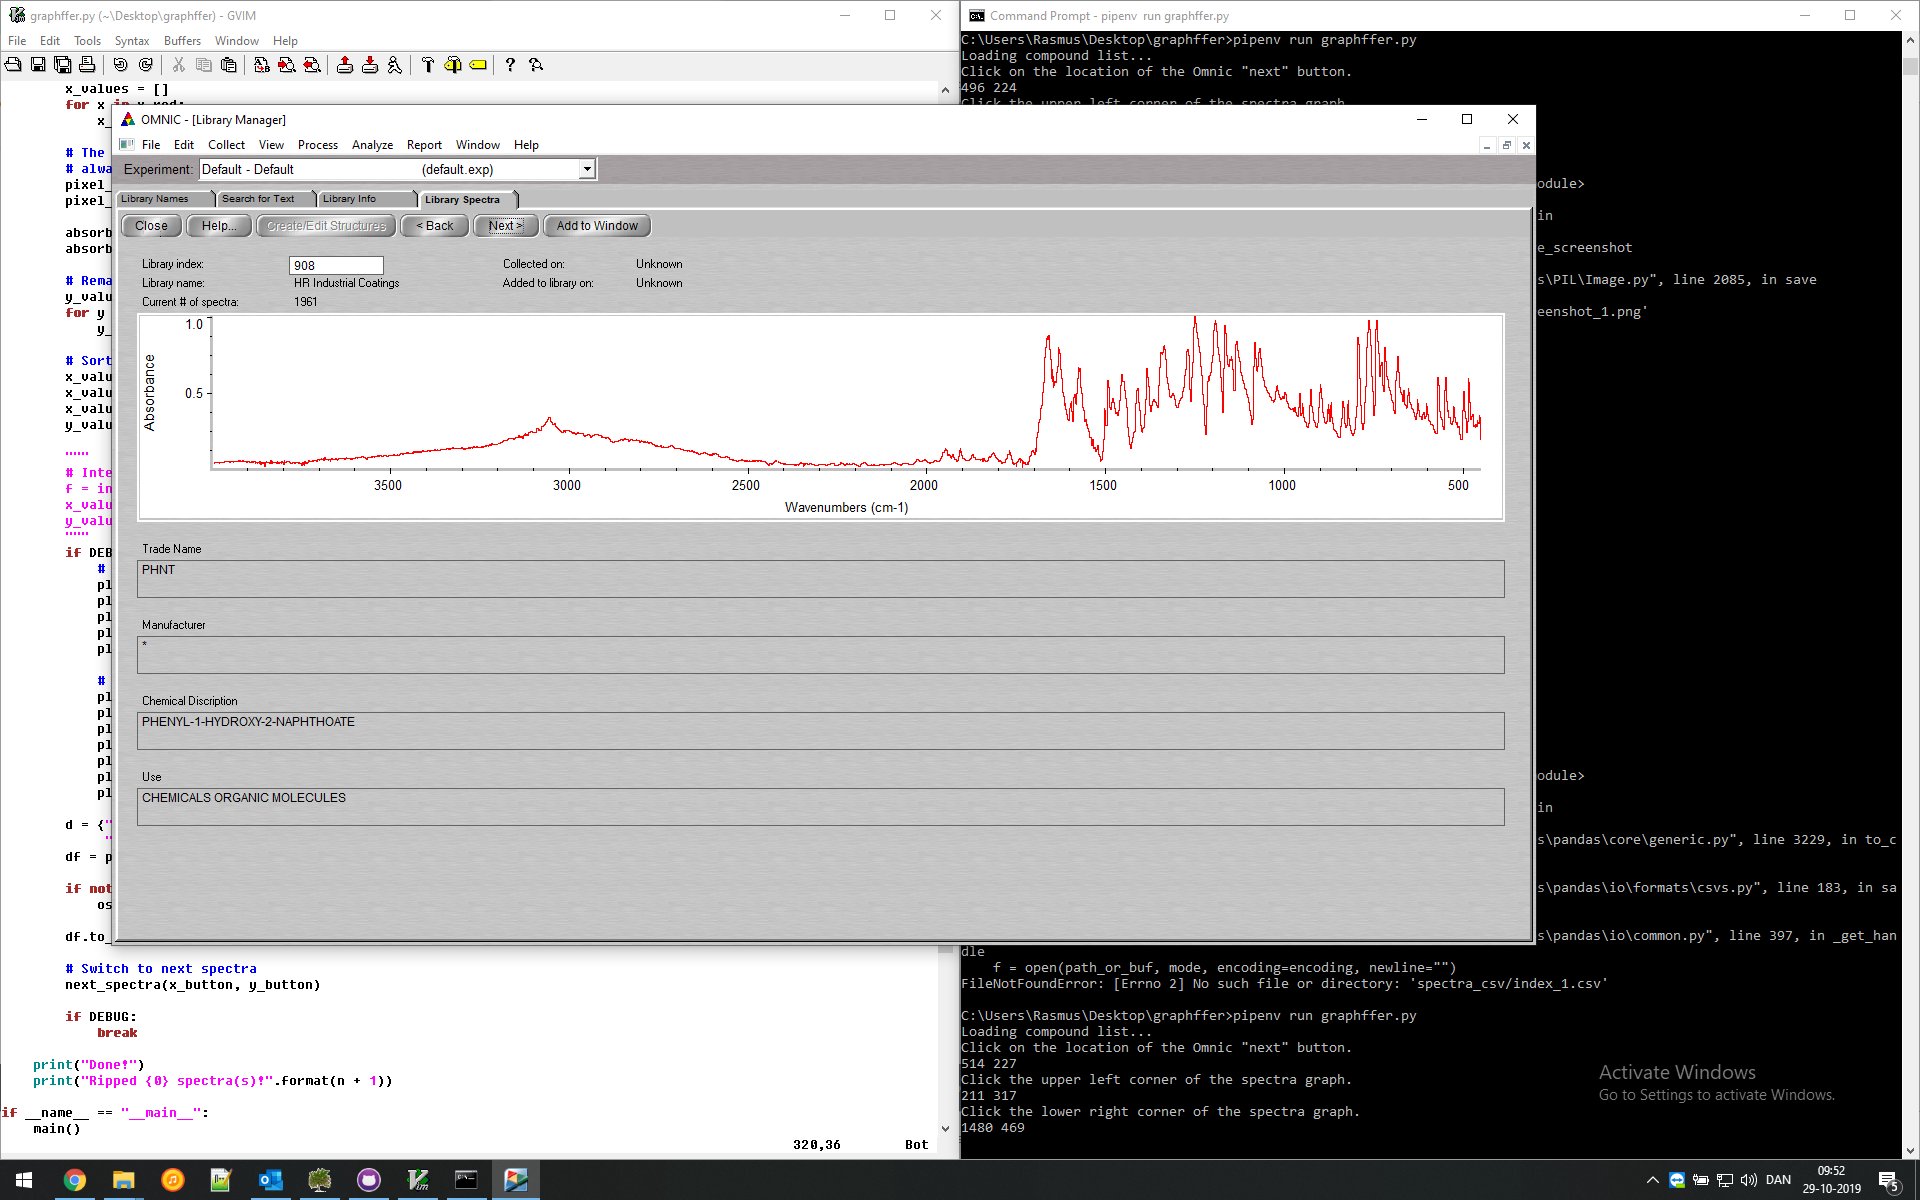 graphffer.py (~\Desktop\graphffer) - GVIM
File Edit Tools Syntax Buffers Window Help
x_values = []
for x in x_red:
x_
# The
# alwa
pixel_
pixel_
absorb
absorb
# Rema
y_valu
for y
y_
# Sort
x_valu
x_valu
x_valu
y_valu
"""
# Inte
f = in
x_valu
y_valu
"""
if DEB
#
pl
pl
pl
pl
pl
#
pl
pl
pl
pl
pl
pl
pl
d = {"
"
df = p
if not
os
df.to_
# Switch to next spectra
next_spectra(x_button, y_button)
if DEBUG:
break
print("Done!")
print("Ripped {0} spectra(s)!".format(n + 1))
if __name__ == "__main__":
main()
320,36 Bot
OMNIC - [Library Manager]
File Edit Collect View Process Analyze Report Window Help
Experiment: Default - Default (default.exp)
Library Names Search for Text Library Info Library Spectra
Close Help... Create/Edit Structures < Back Next > Add to Window
Library index: 908 Collected on: Unknown
Library name: HR Industrial Coatings Added to library on: Unknown
Current # of spectra: 1961
1.0
0.5
Absorbance
3500 3000 2500 2000 1500 1000 500
Wavenumbers (cm-1)
Trade Name
PHNT
Manufacturer
*
Chemical Discription
PHENYL-1-HYDROXY-2-NAPHTHOATE
Use
CHEMICALS ORGANIC MOLECULES
Command Prompt - pipenv run graphffer.py
C:\Users\Rasmus\Desktop\graphffer>pipenv run graphffer.py
Loading compound list...
Click on the location of the Omnic "next" button.
496 224
Click the upper left corner of the spectra graph.
odule>
in
e_screenshot
s\PIL\Image.py", line 2085, in save
eenshot_1.png'
odule>
in
s\pandas\core\generic.py", line 3229, in to_c
s\pandas\io\formats\csvs.py", line 183, in sa
s\pandas\io\common.py", line 397, in _get_han
dle
f = open(path_or_buf, mode, encoding=encoding, newline="")
FileNotFoundError: [Errno 2] No such file or directory: 'spectra_csv/index_1.csv'
C:\Users\Rasmus\Desktop\graphffer>pipenv run graphffer.py
Loading compound list...
Click on the location of the Omnic "next" button.
514 227
Click the upper left corner of the spectra graph.
211 317
Click the lower right corner of the spectra graph.
1480 469
Activate Windows
Go to Settings to activate Windows.
DAN
09:52
29-10-2019
5